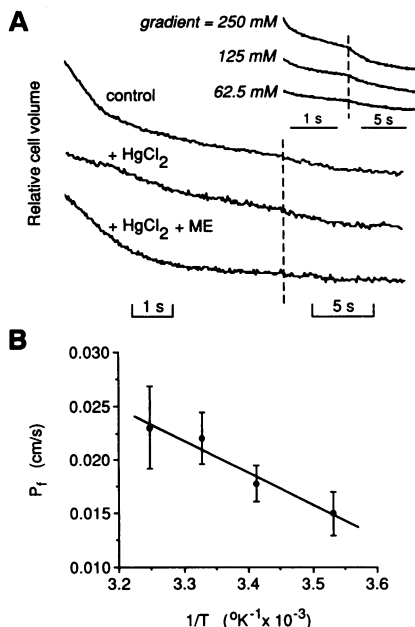 A
gradient = 250 mM
125 mM
62.5 mM
1 s 5 s
control
+ HgCl2
+ HgCl2 + ME
Relative cell volume
1 s 5 s
B
0.030
0.025
0.020
0.015
0.010
Pf (cm/s)
3.2 3.3 3.4 3.5 3.6
1/T (°K-1 x 10-3)